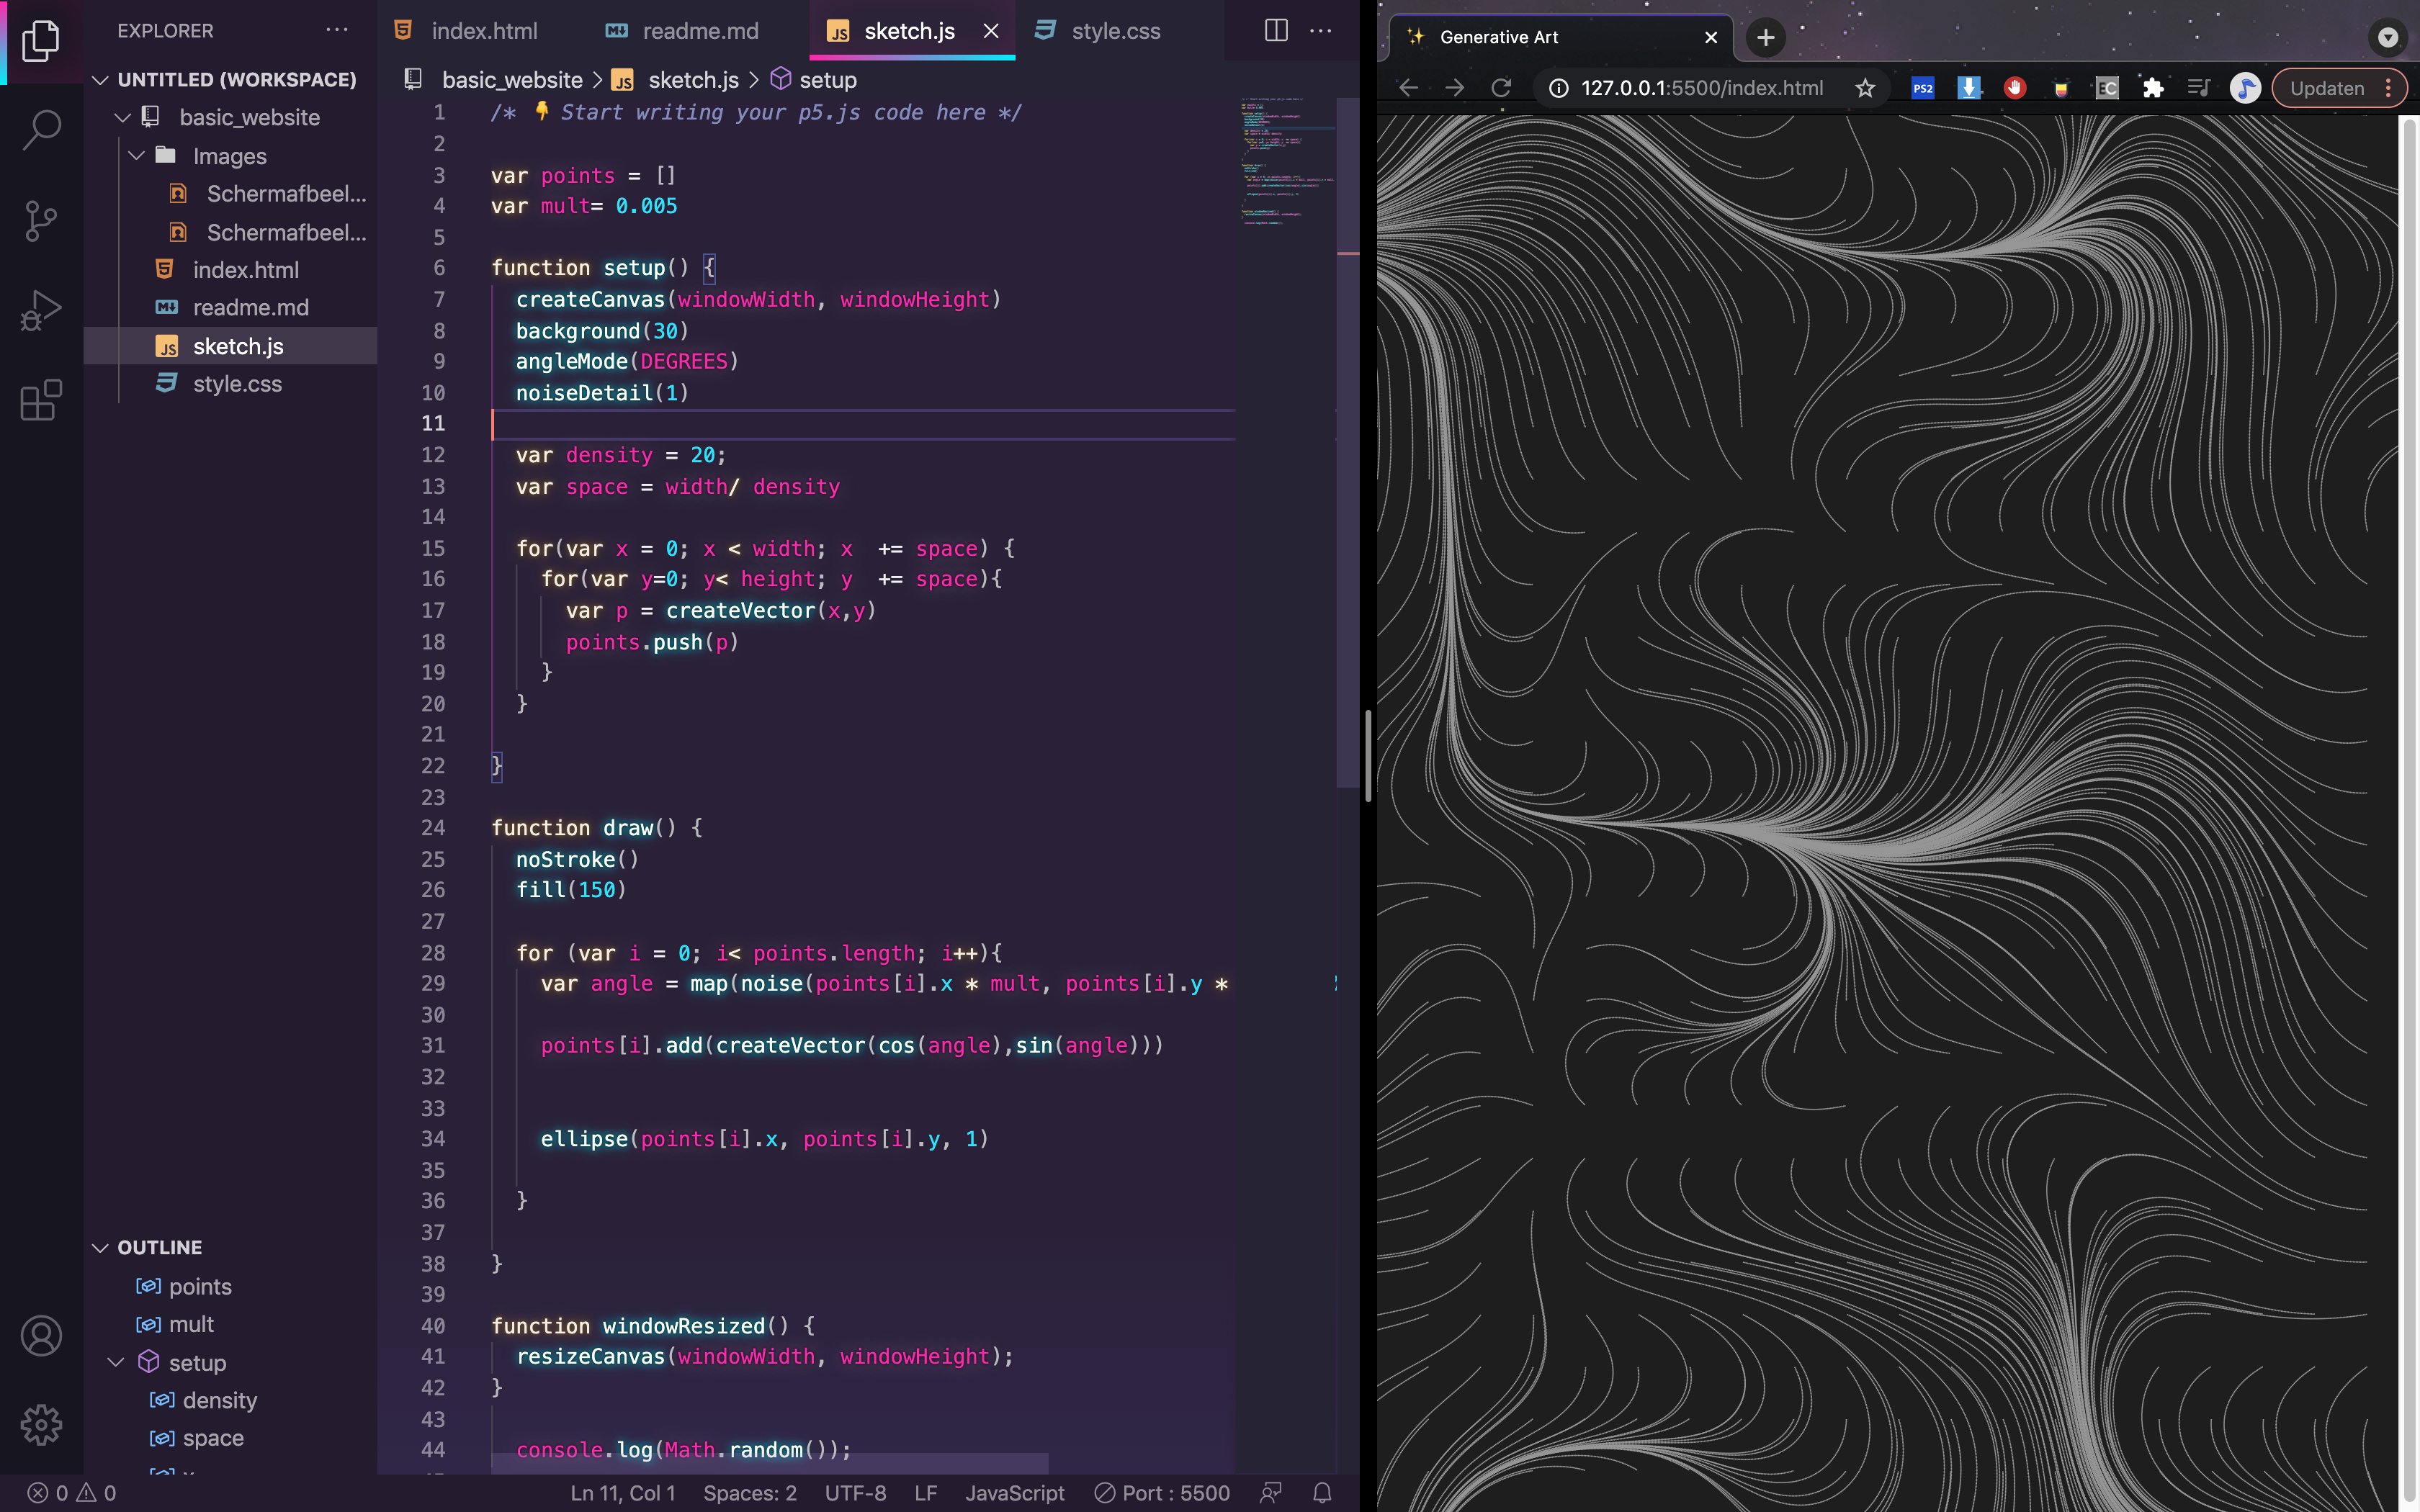 EXPLORER
UNTITLED (WORKSPACE)
basic_website
Images
Schermafbeel...
Schermafbeel...
index.html
readme.md
sketch.js
style.css
OUTLINE
points
mult
setup
density
space
index.html
readme.md
JS sketch.js
style.css
basic_website > JS sketch.js > setup
1 /* 👇 Start writing your p5.js code here */
2
3 var points = []
4 var mult= 0.005
5
6 function setup() {
7 createCanvas(windowWidth, windowHeight)
8 background(30)
9 angleMode(DEGREES)
10 noiseDetail(1)
11
12 var density = 20;
13 var space = width/ density
14
15 for(var x = 0; x < width; x  += space) {
16 for(var y=0; y< height; y  += space){
17 var p = createVector(x,y)
18 points.push(p)
19 }
20 }
21
22 }
23
24 function draw() {
25 noStroke()
26 fill(150)
27
28 for (var i = 0; i< points.length; i++){
29 var angle = map(noise(points[i].x * mult, points[i].y *
30
31 points[i].add(createVector(cos(angle),sin(angle)))
32
33
34 ellipse(points[i].x, points[i].y, 1)
35
36 }
37
38 }
39
40 function windowResized() {
41 resizeCanvas(windowWidth, windowHeight);
42 }
43
44 console.log(Math.random());
0 0
Ln 11, Col 1 Spaces: 2 UTF-8 LF JavaScript Port : 5500
Generative Art
127.0.0.1:5500/index.html
PS2
EC
Updaten